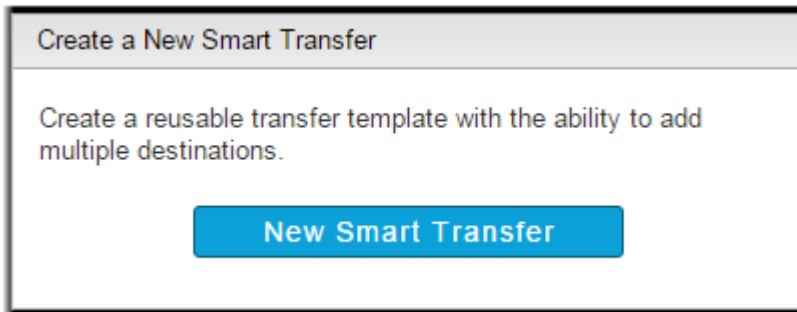 Create a New Smart Transfer
Create a reusable transfer template with the ability to add
multiple destinations.
New Smart Transfer